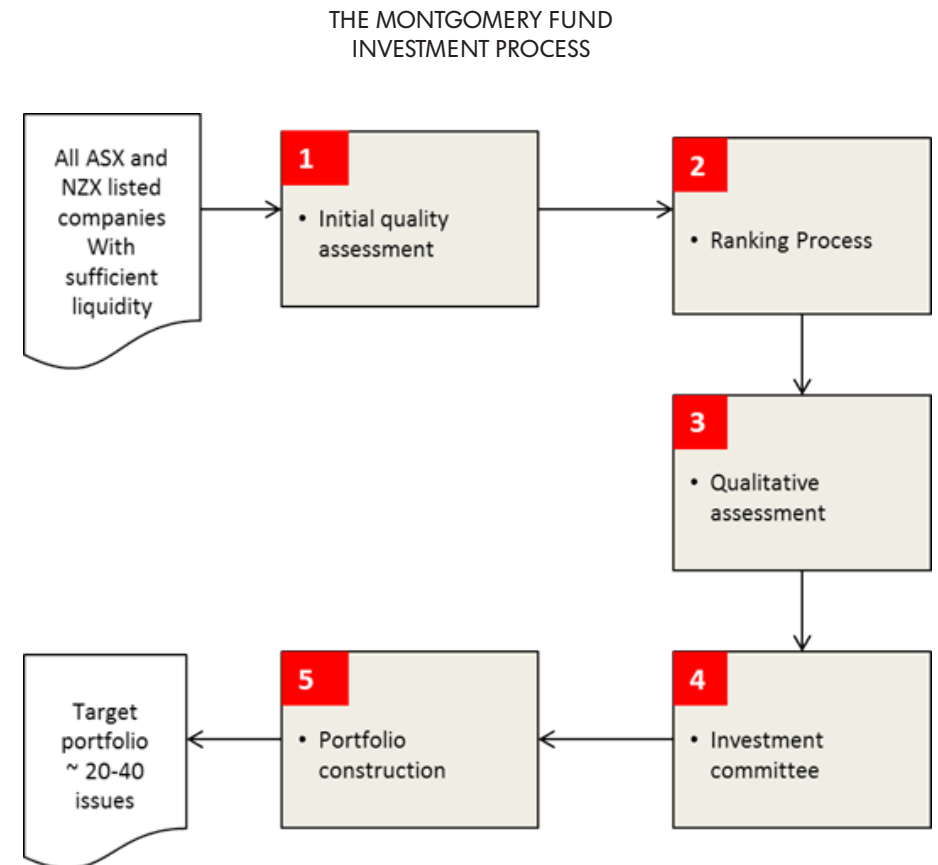 THE MONTGOMERY FUND
INVESTMENT PROCESS
All ASX and
NZX listed
companies
With
sufficient
liquidity
1
• Initial quality
assessment
2
• Ranking Process
3
• Qualitative
assessment
4
• Investment
committee
5
• Portfolio
construction
Target
portfolio
~ 20-40
issues